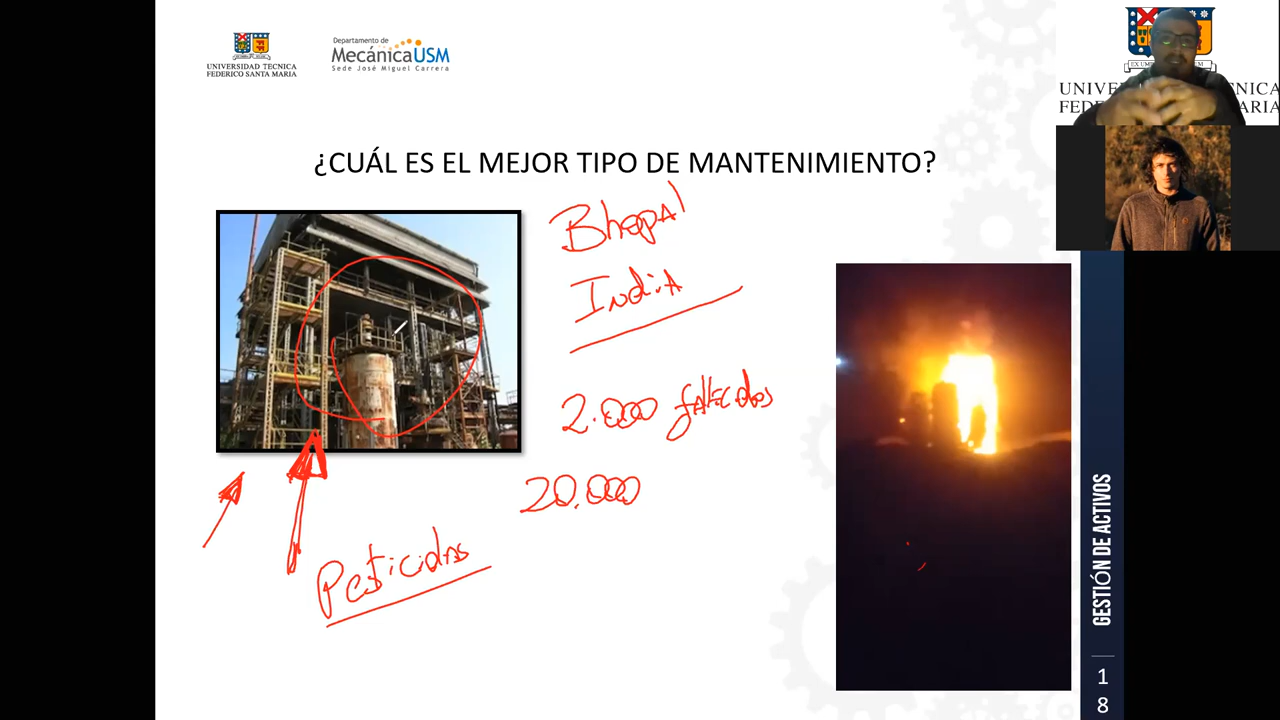 UNIVERSIDAD TECNICA
FEDERICO SANTA MARIA
Departamento de
MecánicaUSM
Sede José Miguel Carrera
¿CUÁL ES EL MEJOR TIPO DE MANTENIMIENTO?
Bhopal
India
2.000 fallecidos
20.000
Pesticidas
GESTIÓN DE ACTIVOS
1
8